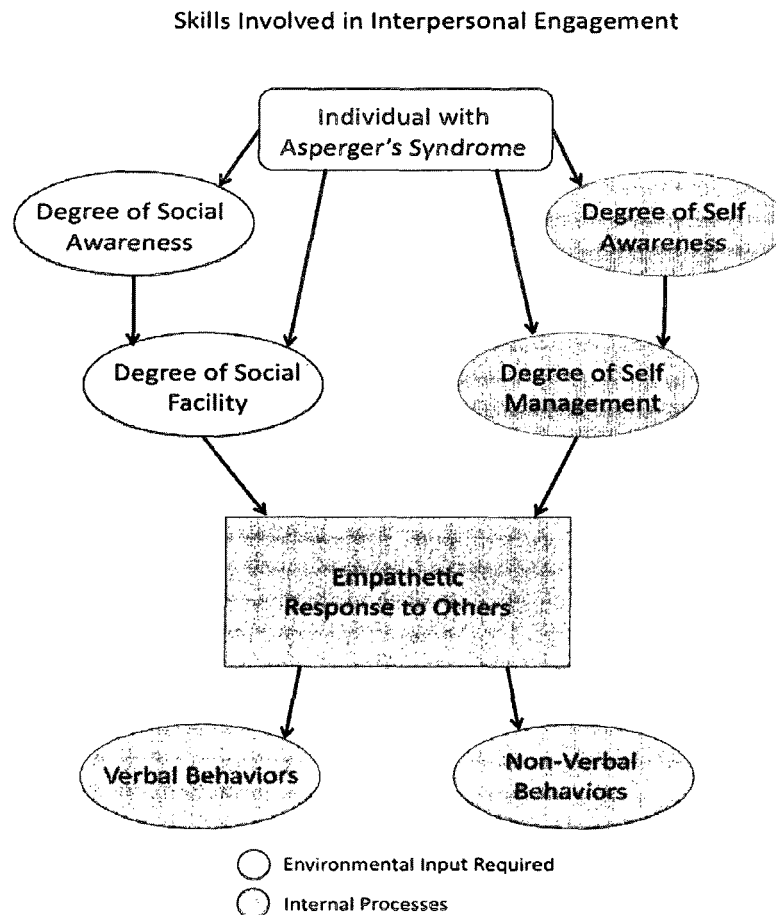 Skills Involved in Interpersonal Engagement
Individual with
Asperger's Syndrome
Degree of Social
Awareness
Degree of Self
Awareness
Degree of Social
Facility
Degree of Self
Management
Empathetic
Response to Others
Verbal Behaviors
Non-Verbal
Behaviors
Environmental Input Required
Internal Processes